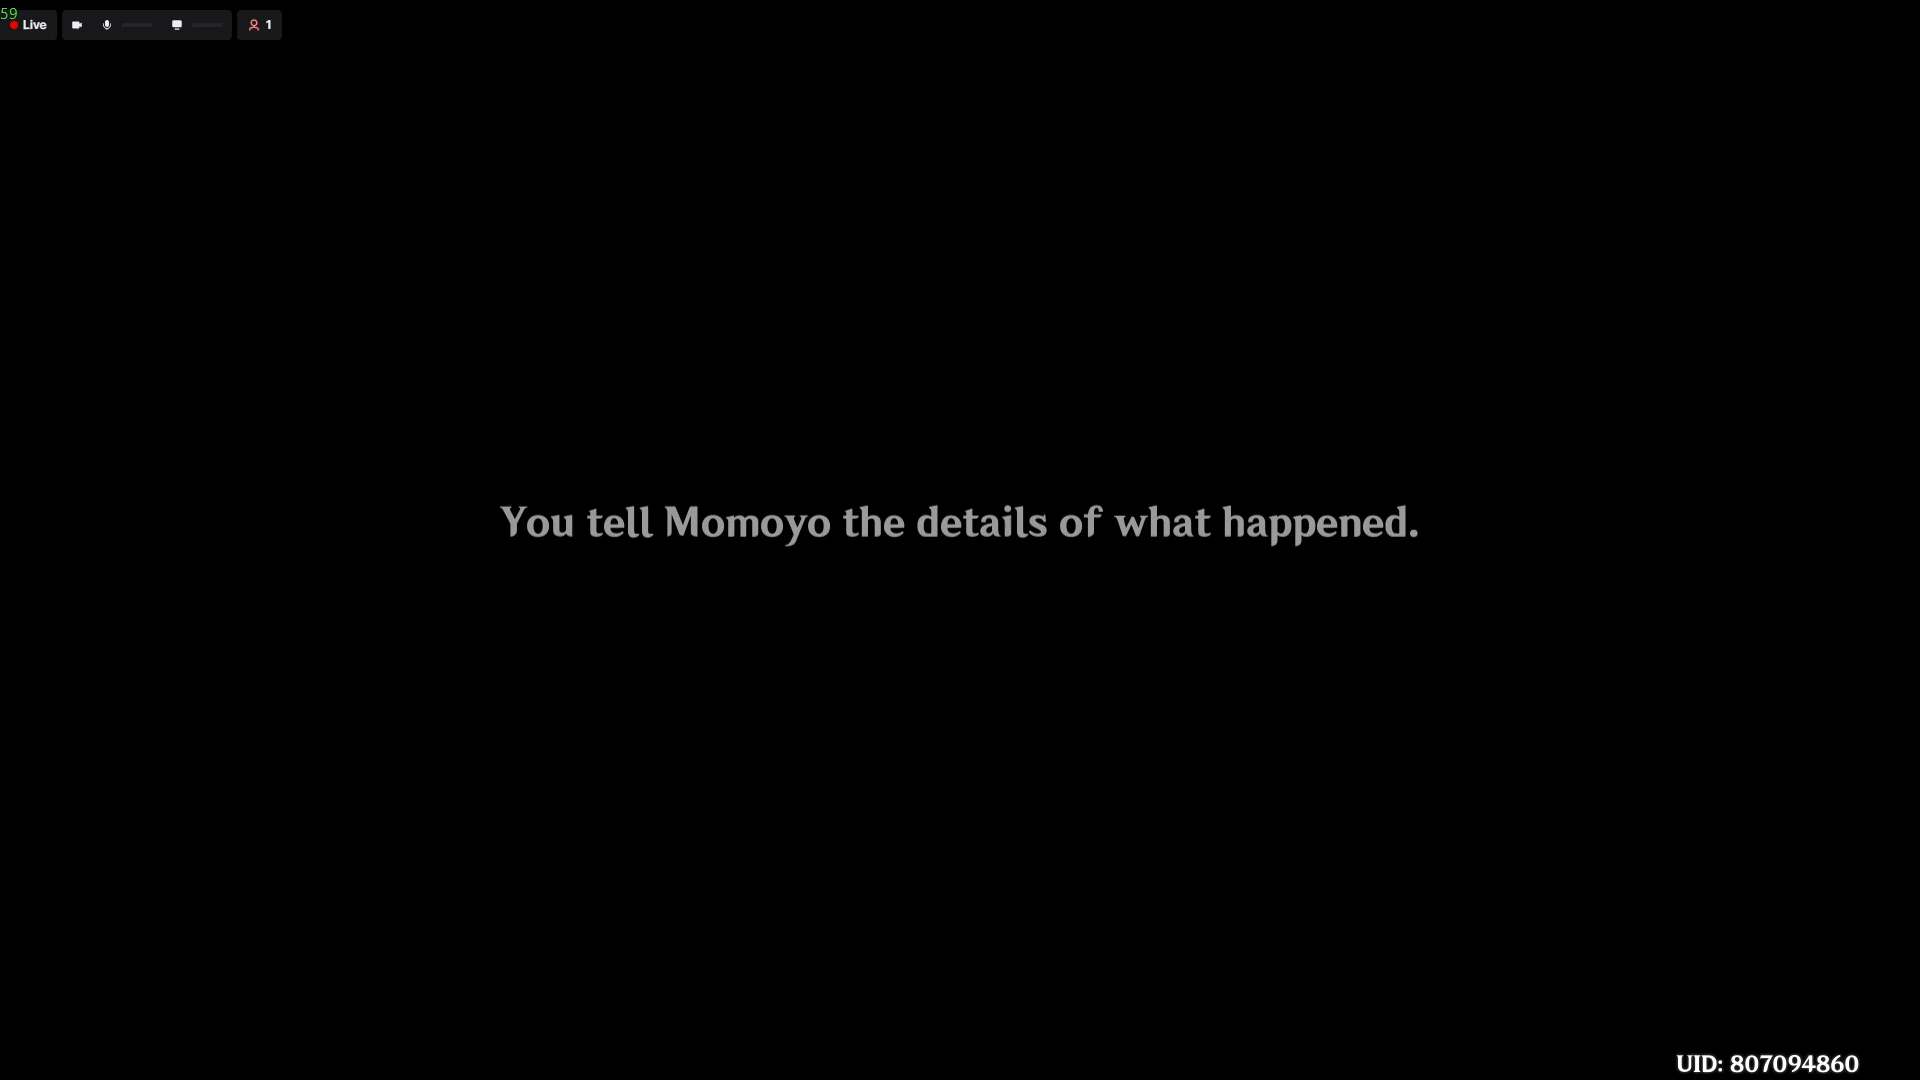 59
Live
1
You tell Momoyo the details of what happened.
UID: 807094860